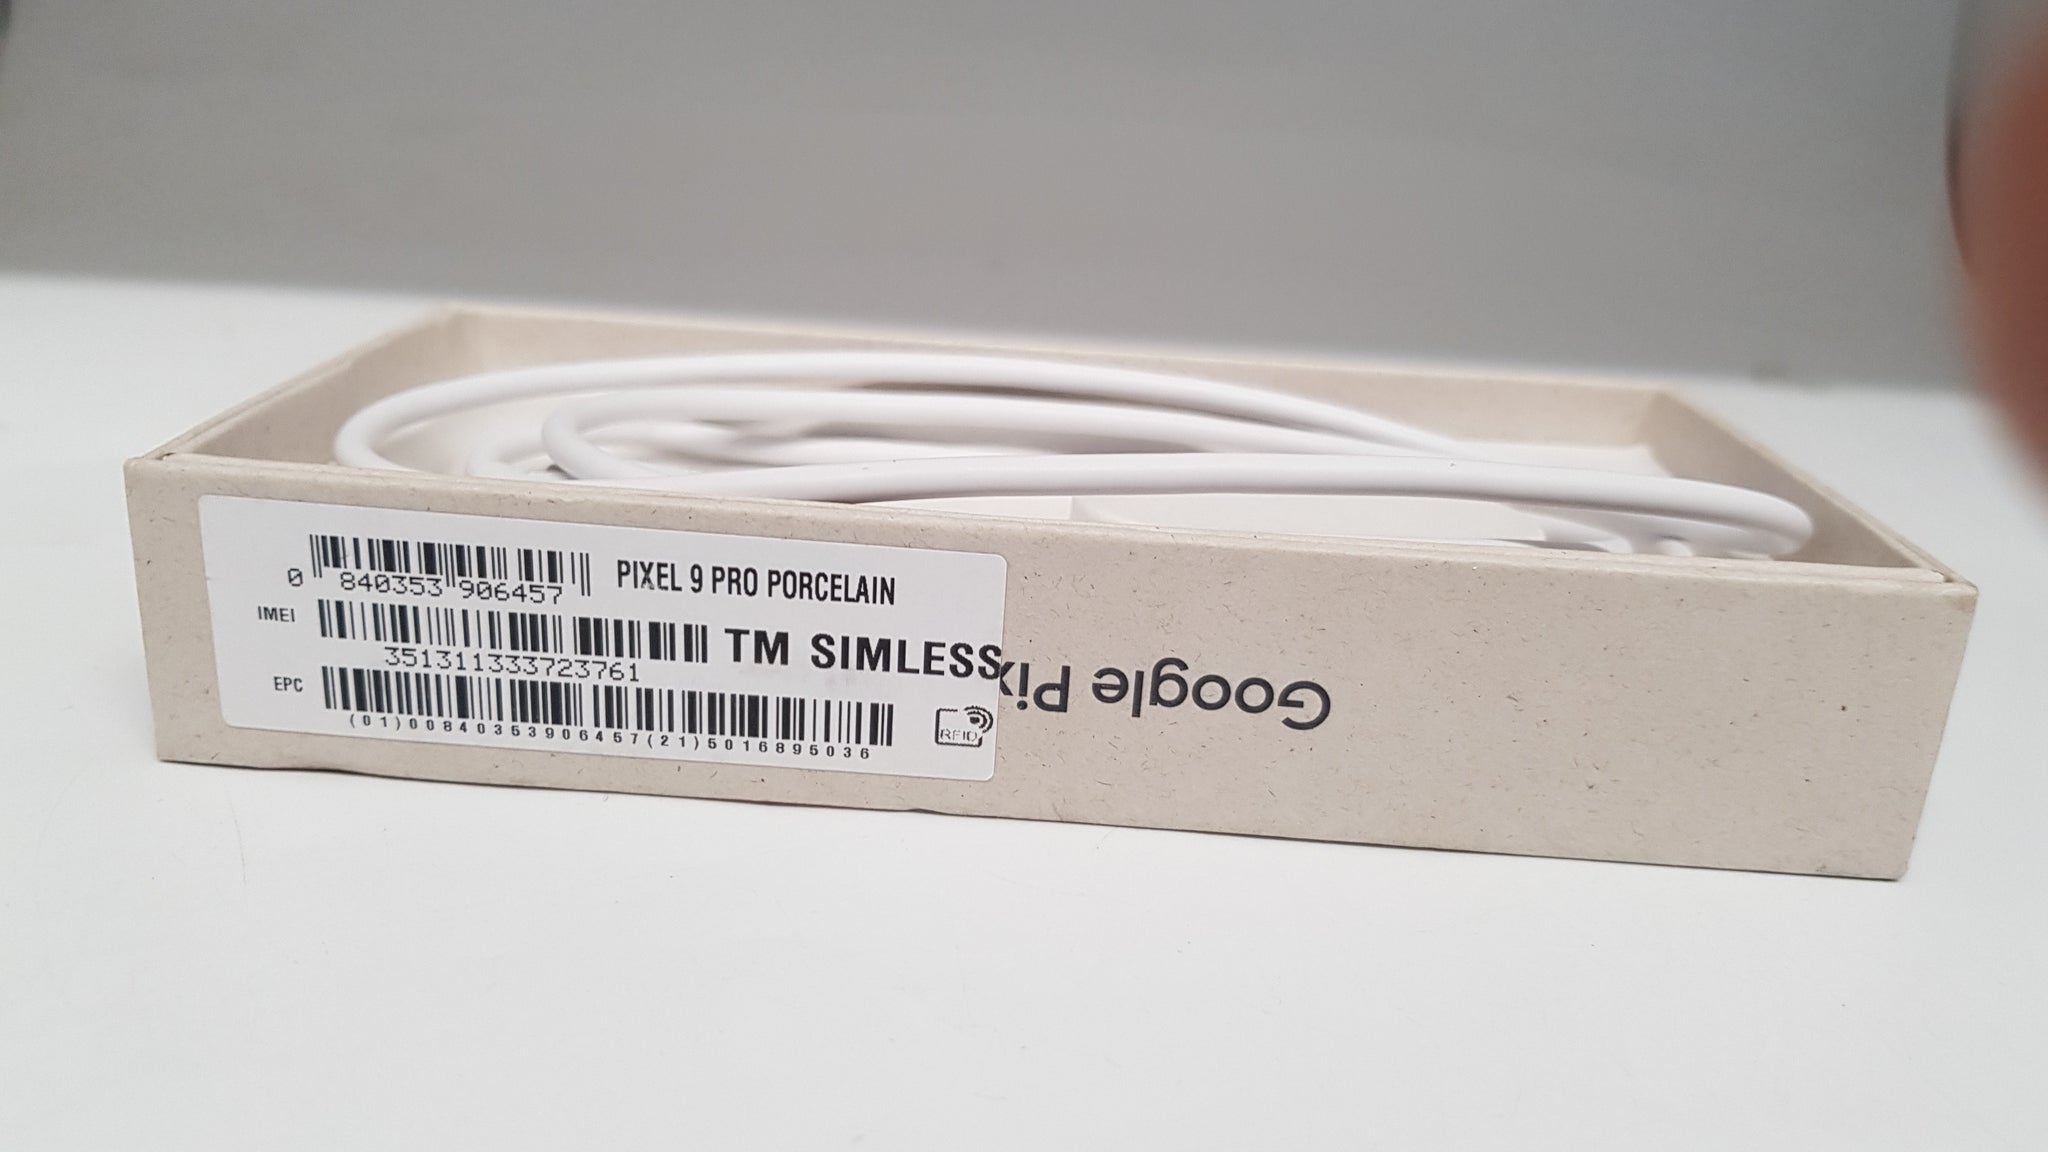 0 840353 906457
PIXEL 9 PRO PORCELAIN
IMEI
351311333723761
TM SIMLESS
EPC
(01)00840353906457(21)5016895036
RFID
Google Pix